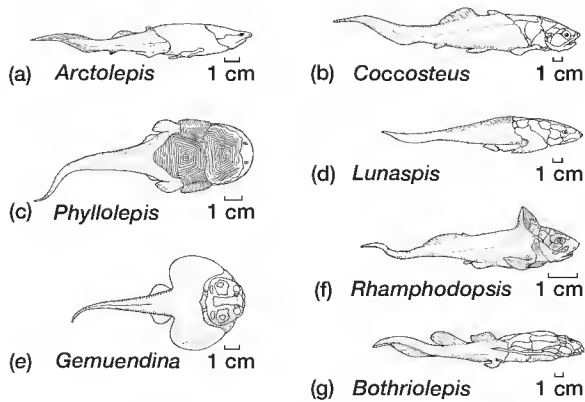 (a) Arctolepis 1 cm
(b) Coccosteus 1 cm
(c) Phyllolepis 1 cm
(d) Lunaspis 1 cm
(e) Gemuendina 1 cm
(f) Rhamphodopsis 1 cm
(g) Bothriolepis 1 cm